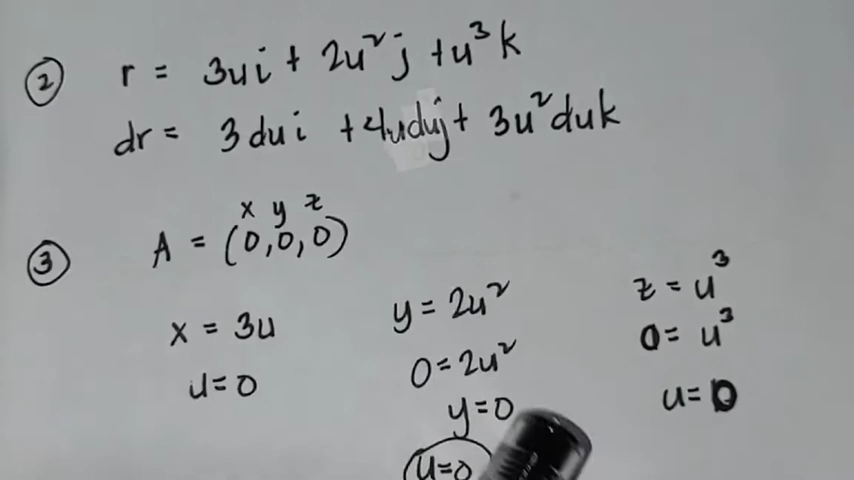 ② r = 3ui + 2u²j + u³k
dr = 3dui + 4uduj + 3u²duk
x y z
③ A = (0,0,0)
x = 3u
u=0
y = 2u²
0=2u²
y=0
u=0
z = u³
0= u³
u=0